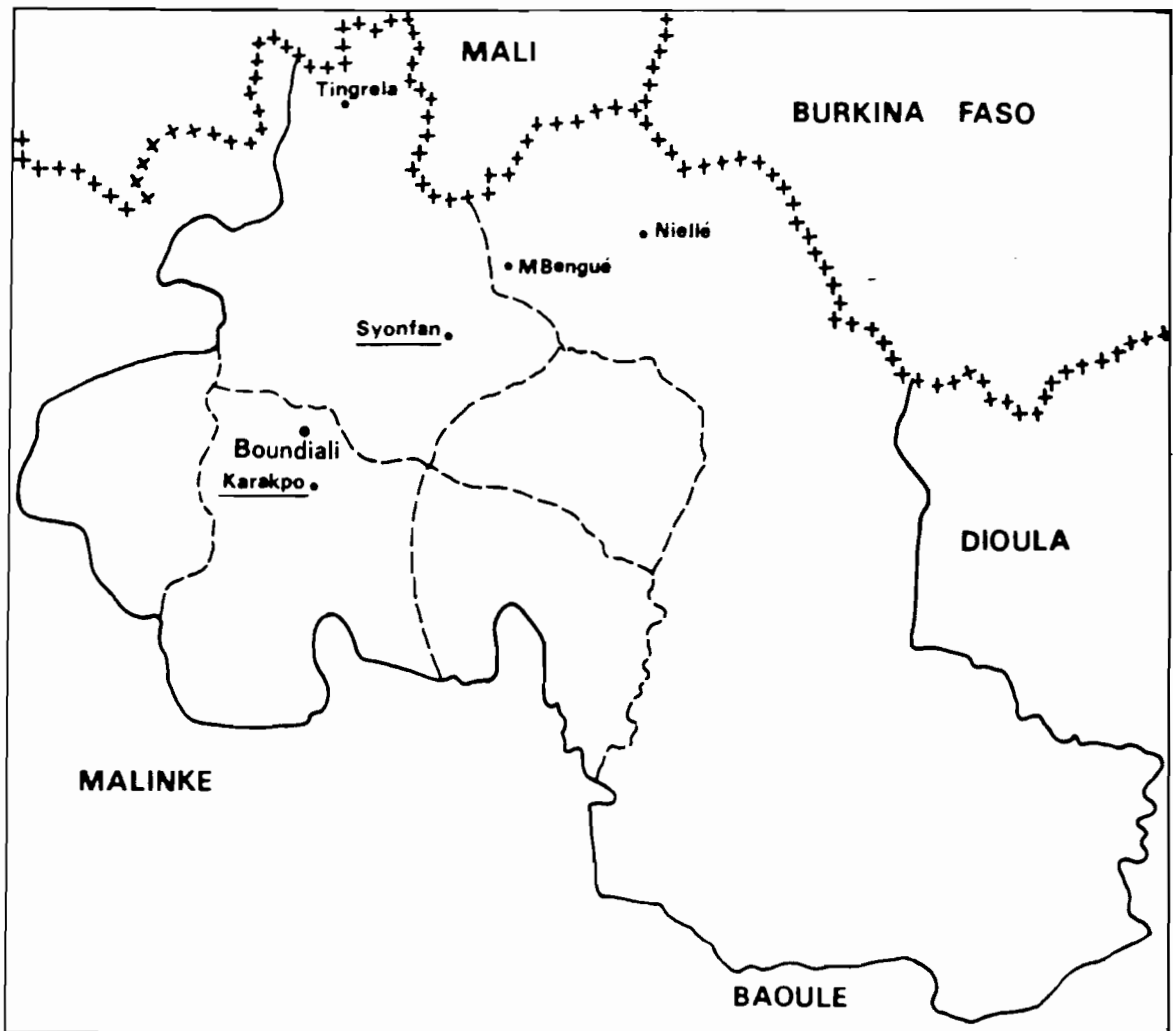 MALI
Tingrela
BURKINA FASO
Niellé
MBengué
Syonfan
Boundiali
Karakpo
DIOULA
MALINKE
BAOULE